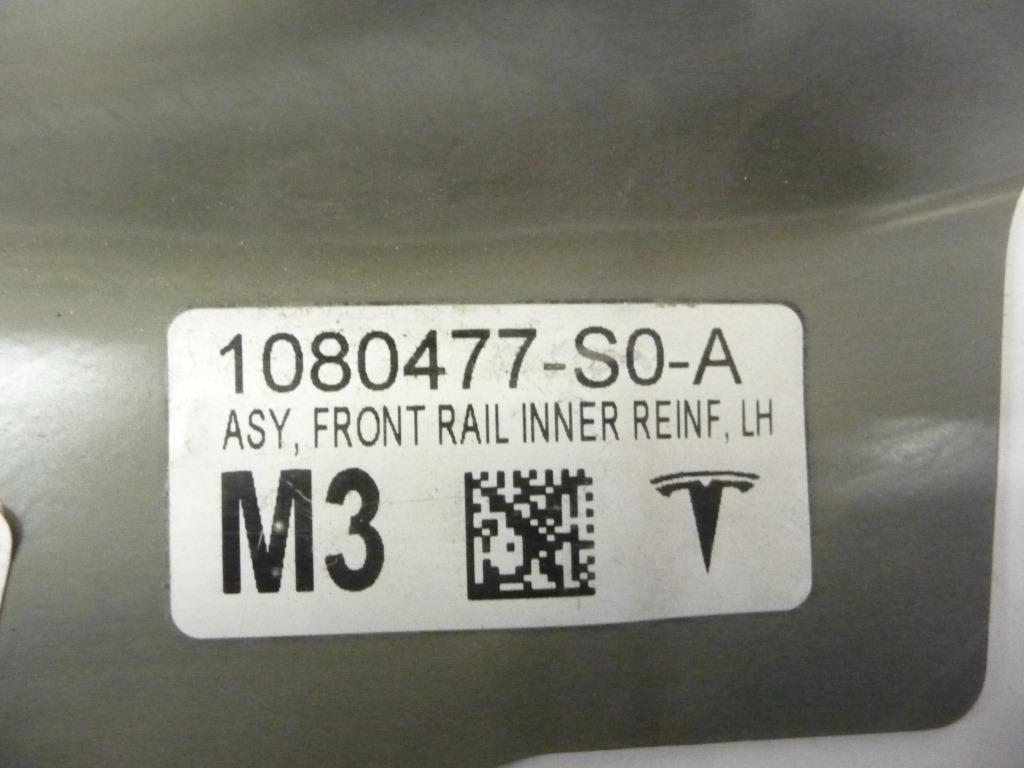 1080477-S0-A
ASY, FRONT RAIL INNER REINF, LH
M3